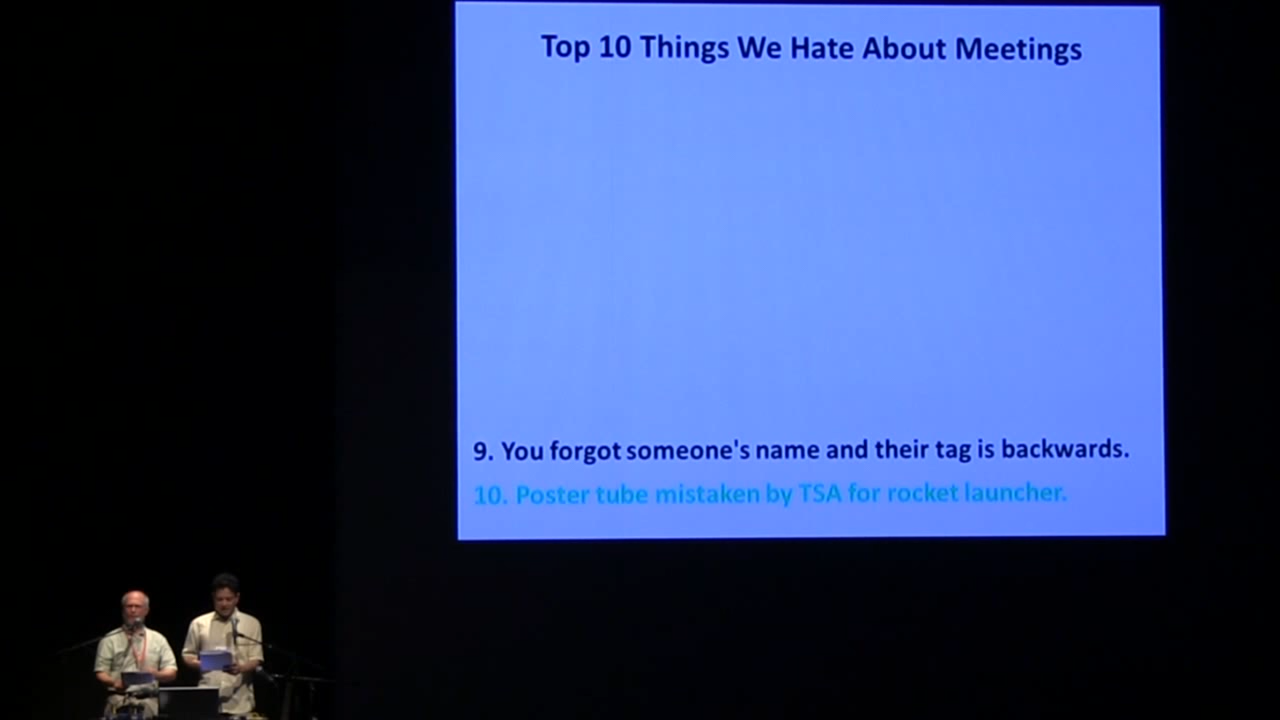 Top 10 Things We Hate About Meetings
9. You forgot someone's name and their tag is backwards.
10. Poster tube mistaken by TSA for rocket launcher.